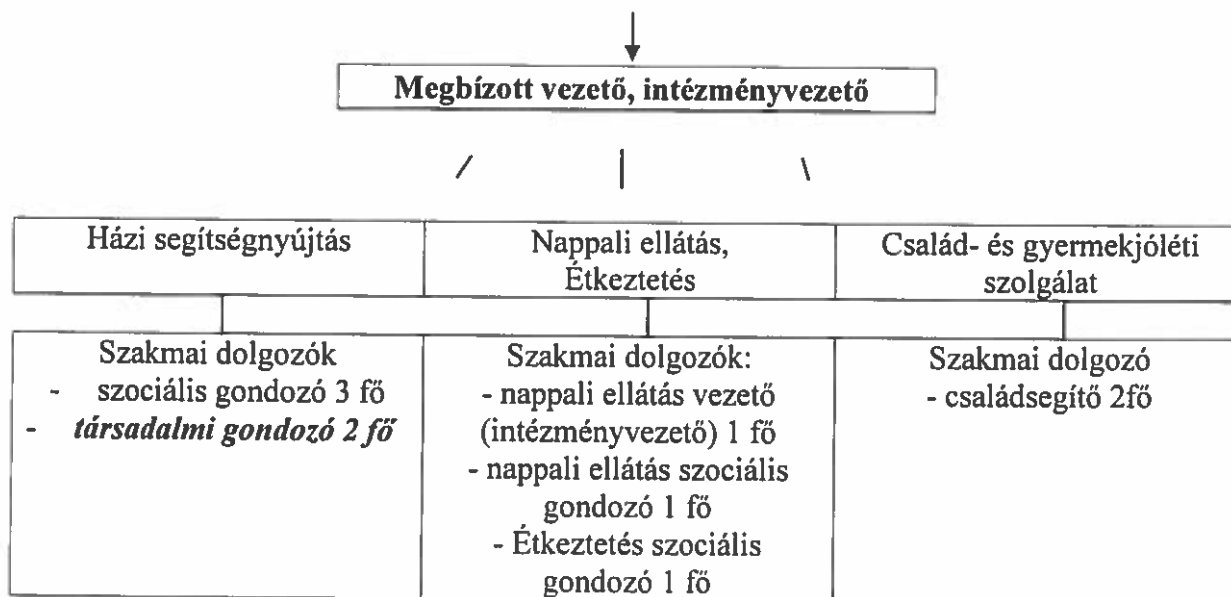 Megbízott vezető, intézményvezető
Házi segítségnyújtás
Nappali ellátás,
Étkeztetés
Család- és gyermekjóléti
szolgálat
Szakmai dolgozók
- szociális gondozó 3 fő
- társadalmi gondozó 2 fő
Szakmai dolgozók:
- nappali ellátás vezető
(intézményvezető) 1 fő
- nappali ellátás szociális
gondozó 1 fő
- Étkeztetés szociális
gondozó 1 fő
Szakmai dolgozó
- családsegítő 2fő